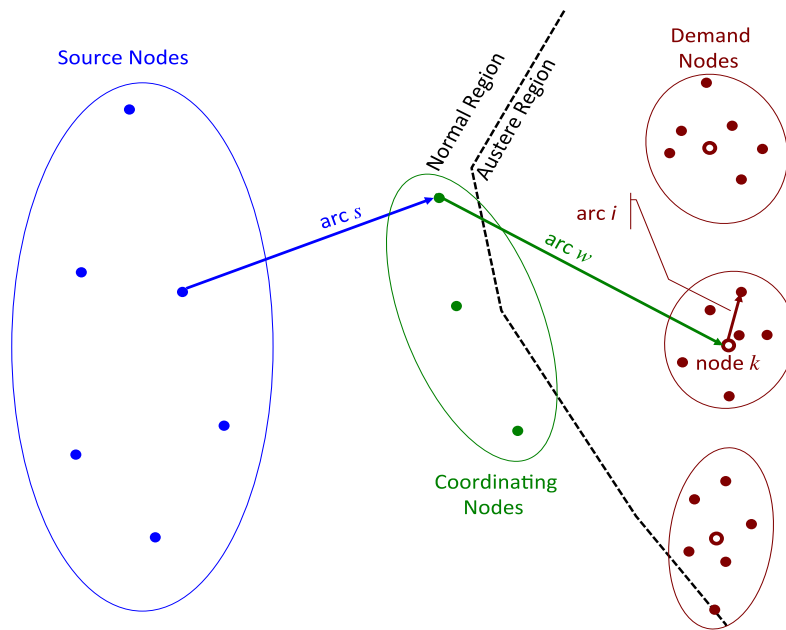 Source Nodes
Normal Region
Austere Region
Demand
Nodes
arc s
arc w
arc i
node k
Coordinating
Nodes